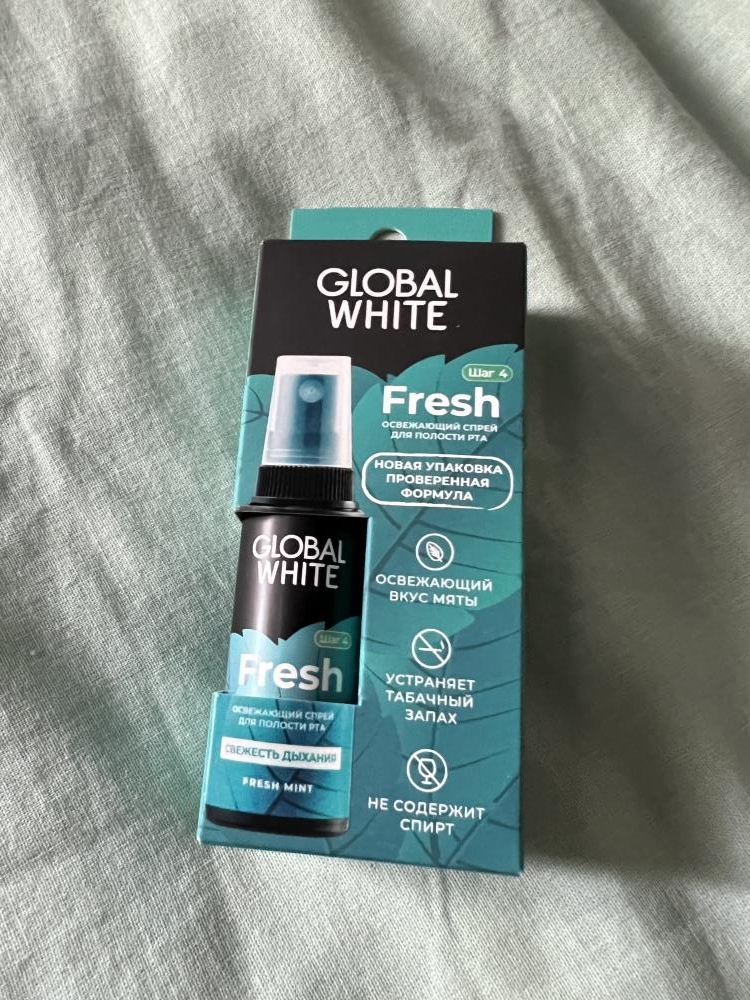 GLOBAL
WHITE
Шаг 4
Fresh
ОСВЕЖАЮЩИЙ СПРЕЙ
ДЛЯ ПОЛОСТИ РТА
НОВАЯ УПАКОВКА
ПРОВЕРЕННАЯ
ФОРМУЛА
ОСВЕЖАЮЩИЙ
ВКУС МЯТЫ
УСТРАНЯЕТ
ТАБАЧНЫЙ
ЗАПАХ
НЕ СОДЕРЖИТ
СПИРТ
GLOBAL
WHITE
Шаг 4
Fresh
ОСВЕЖАЮЩИЙ СПРЕЙ
ДЛЯ ПОЛОСТИ РТА
СВЕЖЕСТЬ ДЫХАНИЯ
FRESH MINT